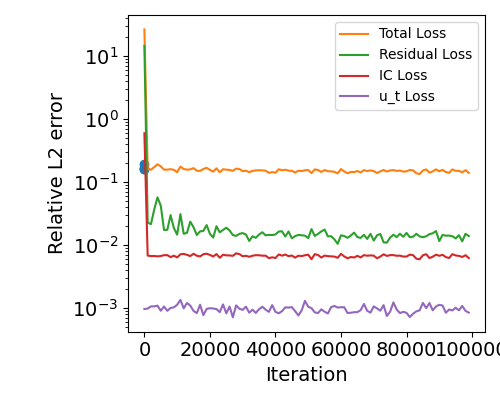 Total Loss
Residual Loss
IC Loss
u_t Loss
Relative L2 error
10^1
10^0
10^-1
10^-2
10^-3
0 20000 40000 60000 80000 100000
Iteration